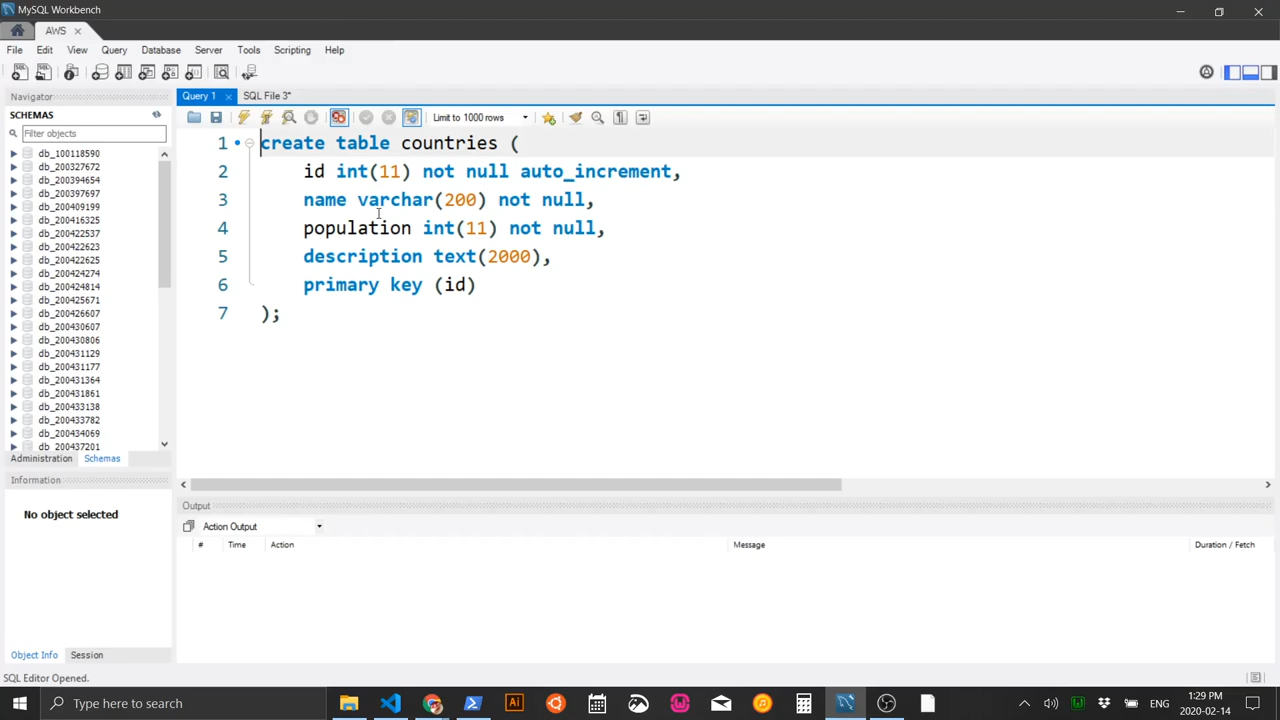 MySQL Workbench
AWS
File Edit View Query Database Server Tools Scripting Help
Navigator
SCHEMAS
Filter objects
db_100118590
db_200327672
db_200394654
db_200397697
db_200409199
db_200416325
db_200422537
db_200422623
db_200422625
db_200424274
db_200424814
db_200425671
db_200426607
db_200430607
db_200430806
db_200431129
db_200431177
db_200431364
db_200431861
db_200433138
db_200433782
db_200434069
db_200437201
Administration Schemas
Information
No object selected
Object Info Session
Query 1 SQL File 3*
Limit to 1000 rows
1 create table countries (
2 id int(11) not null auto_increment,
3 name varchar(200) not null,
4 population int(11) not null,
5 description text(2000),
6 primary key (id)
7 );
Output
Action Output
# Time Action Message Duration / Fetch
SQL Editor Opened.
Type here to search
Ai
ENG
1:29 PM
2020-02-14